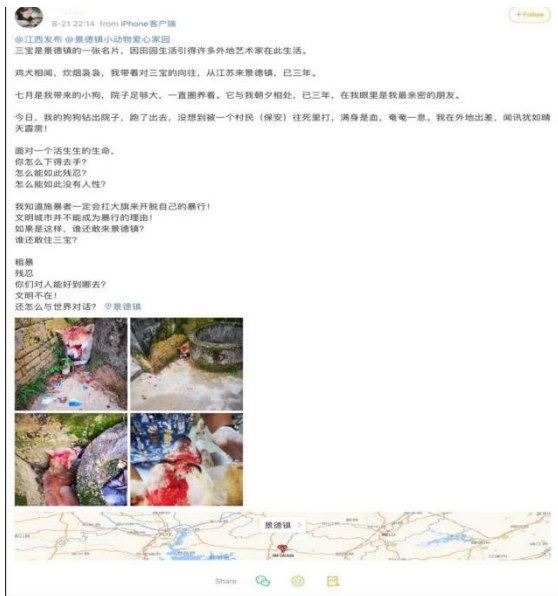 +Follow
8-21 22:14 from iPhone客户端
@江西发布 @景德镇小动物爱心家园
三宝是景德镇的一张名片，因田园生活引得许多外地艺术家在此生活。
鸡犬相闻，炊烟袅袅，我带着对三宝的向往，从江苏来景德镇，已三年。
七月是我带来的小狗，院子足够大，一直圈养着。它与我朝夕相处，已三年，在我眼里是我最亲密的朋友。
今日，我的狗狗钻出院子，跑了出去，没想到被一个村民（保安）往死里打，满身是血，奄奄一息。我在外地出差，闻讯犹如晴
天霹雳！
面对一个活生生的生命，
你怎么下得去手？
怎么能如此残忍？
怎么能如此没有人性？
我知道施暴者一定会扛大旗来开脱自己的暴行！
文明城市并不能成为暴行的理由！
如果是这样，谁还敢来景德镇？
谁还敢住三宝？
粗暴
残忍
你们对人能好到哪去？
文明不在！
还怎么与世界对话？ 景德镇
景德镇 >
Share